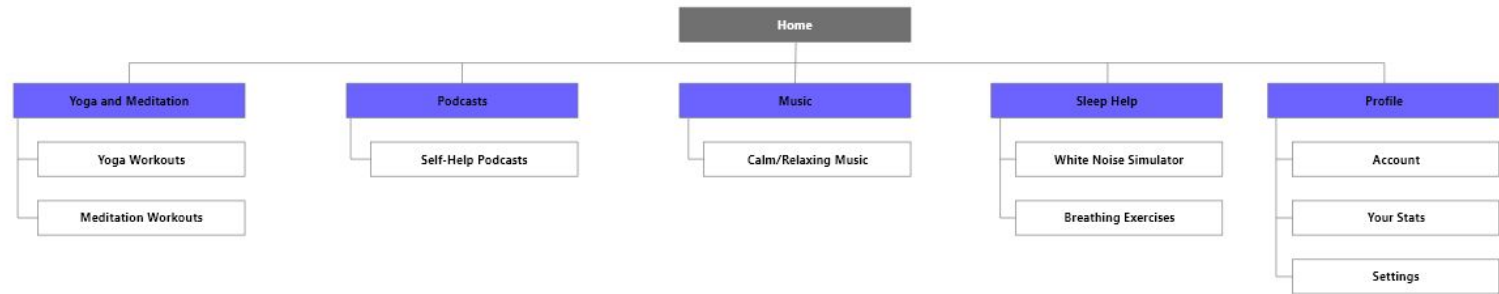 Home
Yoga and Meditation
Podcasts
Music
Sleep Help
Profile
Yoga Workouts
Self-Help Podcasts
Calm/Relaxing Music
White Noise Simulator
Account
Meditation Workouts
Breathing Exercises
Your Stats
Settings